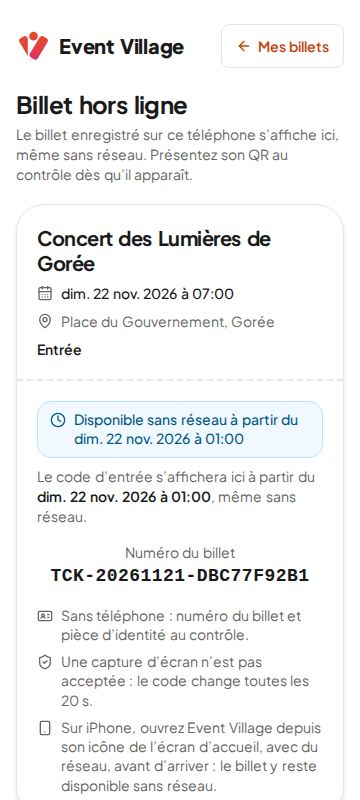 Event Village
Mes billets
Billet hors ligne
Le billet enregistré sur ce téléphone s’affiche ici,
même sans réseau. Présentez son QR au
contrôle dès qu’il apparaît.
Concert des Lumières de
Gorée
dim. 22 nov. 2026 à 07:00
Place du Gouvernement, Gorée
Entrée
Disponible sans réseau à partir du
dim. 22 nov. 2026 à 01:00
Le code d’entrée s’affichera ici à partir du
dim. 22 nov. 2026 à 01:00, même sans
réseau.
Numéro du billet
TCK-20261121-DBC77F92B1
Sans téléphone : numéro du billet et
pièce d’identité au contrôle.
Une capture d’écran n’est pas
acceptée : le code change toutes les
20 s.
Sur iPhone, ouvrez Event Village depuis
son icône de l’écran d’accueil, avec du
réseau, avant d’arriver : le billet y reste
disponible sans réseau.